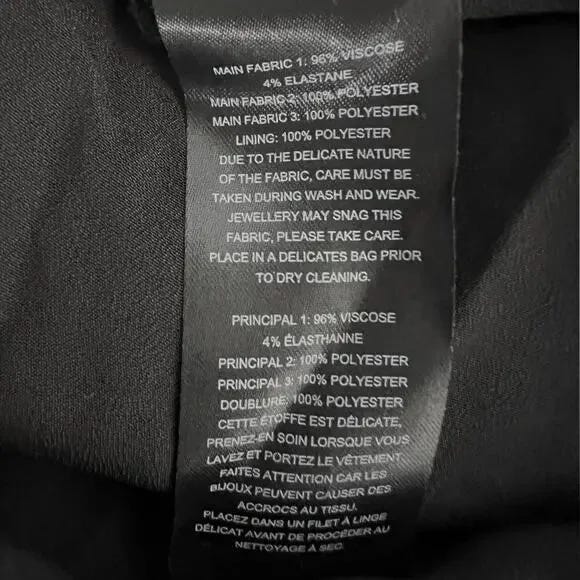 MAIN FABRIC 1: 96% VISCOSE
4% ELASTANE
MAIN FABRIC 2: 100% POLYESTER
MAIN FABRIC 3: 100% POLYESTER
LINING: 100% POLYESTER
DUE TO THE DELICATE NATURE
OF THE FABRIC, CARE MUST BE
TAKEN DURING WASH AND WEAR.
JEWELLERY MAY SNAG THIS
FABRIC, PLEASE TAKE CARE.
PLACE IN A DELICATES BAG PRIOR
TO DRY CLEANING.
PRINCIPAL 1: 96% VISCOSE
4% ÉLASTHANNE
PRINCIPAL 2: 100% POLYESTER
PRINCIPAL 3: 100% POLYESTER
DOUBLURE: 100% POLYESTER
CETTE ÉTOFFE EST DÉLICATE,
PRENEZ-EN SOIN LORSQUE VOUS
LAVEZ ET PORTEZ LE VÊTEMENT.
FAITES ATTENTION CAR LES
BIJOUX PEUVENT CAUSER DES
ACCROCS AU TISSU.
PLACEZ DANS UN FILET À LINGE
DÉLICAT AVANT DE PROCÉDER AU
NETTOYAGE À SEC.